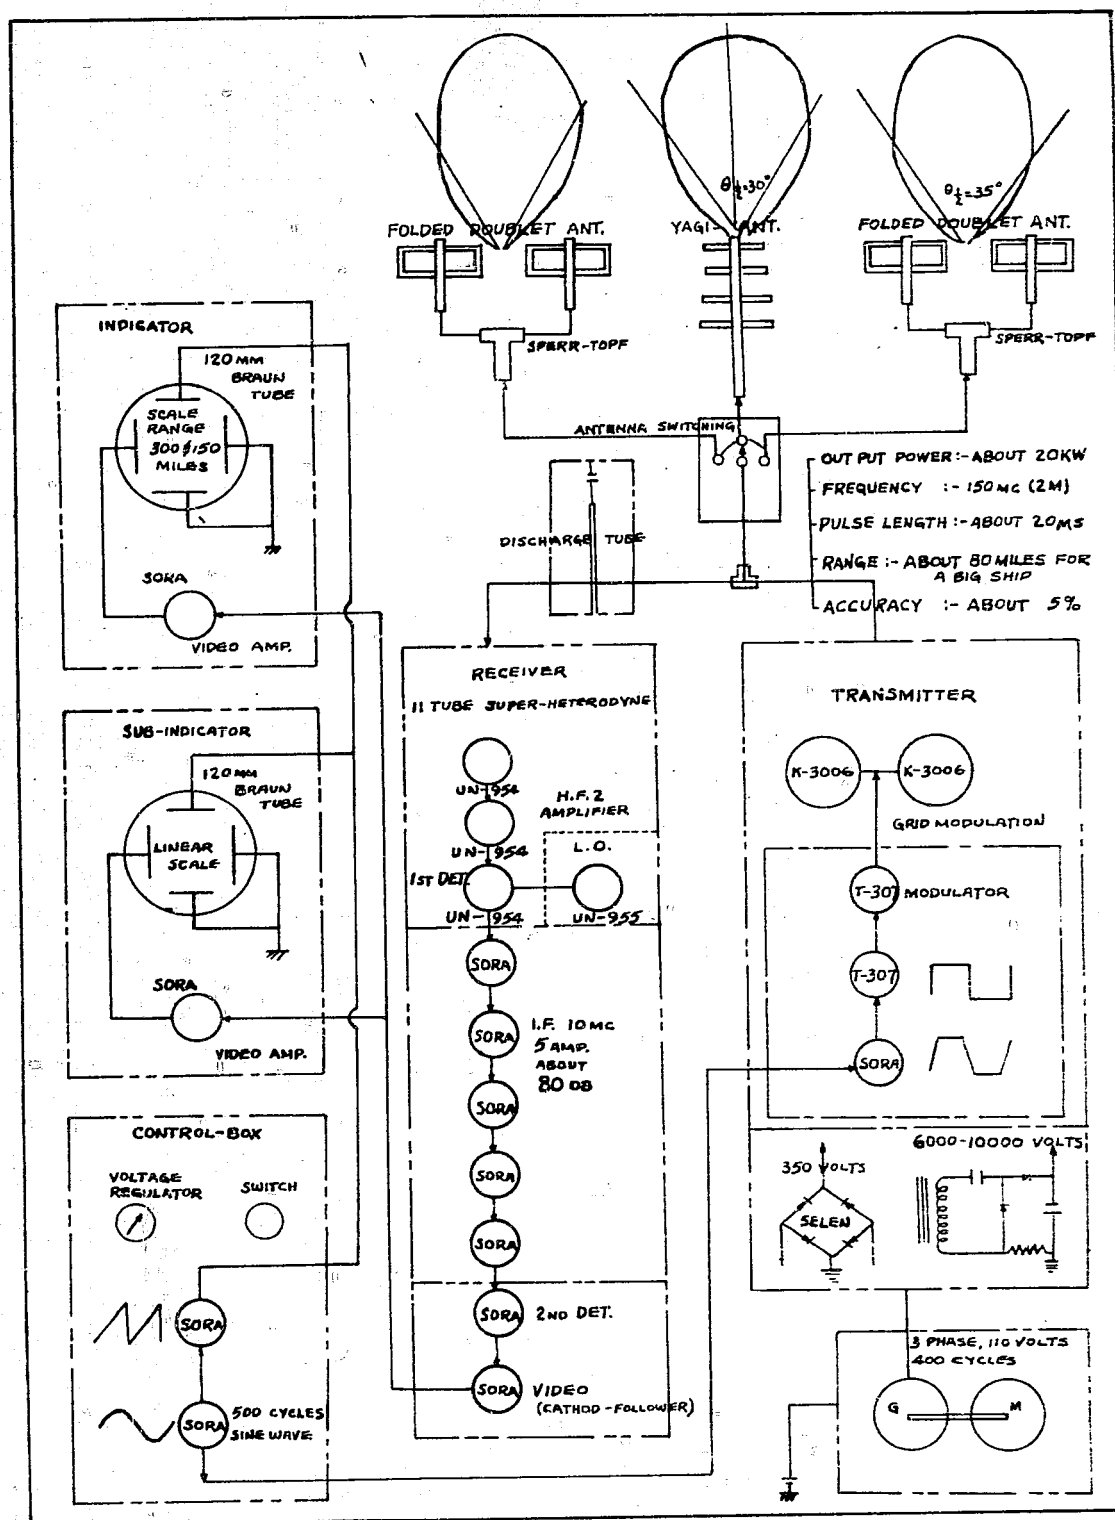 FOLDED DOUBLET ANT.
SPERR-TOPF
θ½=30°
YAGI-ANT.
θ½=35°
FOLDED DOUBLET ANT.
SPERR-TOPF
ANTENNA SWITCHING
DISCHARGE TUBE
OUTPUT POWER:- ABOUT 20KW
FREQUENCY :- 150MC (2M)
PULSE LENGTH:- ABOUT 20MS
RANGE:- ABOUT 80 MILES FOR
A BIG SHIP
ACCURACY :- ABOUT 5%
INDICATOR
120MM
BRAUN
TUBE
SCALE
RANGE
300 & 150
MILES
SORA
VIDEO AMP.
SUB-INDICATOR
120MM
BRAUN
TUBE
LINEAR
SCALE
SORA
VIDEO AMP.
CONTROL-BOX
VOLTAGE
REGULATOR
SWITCH
SORA
SORA
500 CYCLES
SINE WAVE
RECEIVER
11 TUBE SUPER-HETERODYNE
UN-954
H.F. 2
AMPLIFIER
UN-954
1ST DET.
UN-954
L.O.
UN-955
SORA
SORA
I.F. 10MC
5 AMP.
ABOUT
80 DB
SORA
SORA
SORA
SORA
2ND DET.
SORA
VIDEO
(CATHOD-FOLLOWER)
TRANSMITTER
K-3006
K-3006
GRID MODULATION
T-307
MODULATOR
T-307
SORA
350 VOLTS
SELEN
6000-10000 VOLTS
3 PHASE, 110 VOLTS
400 CYCLES
G
M